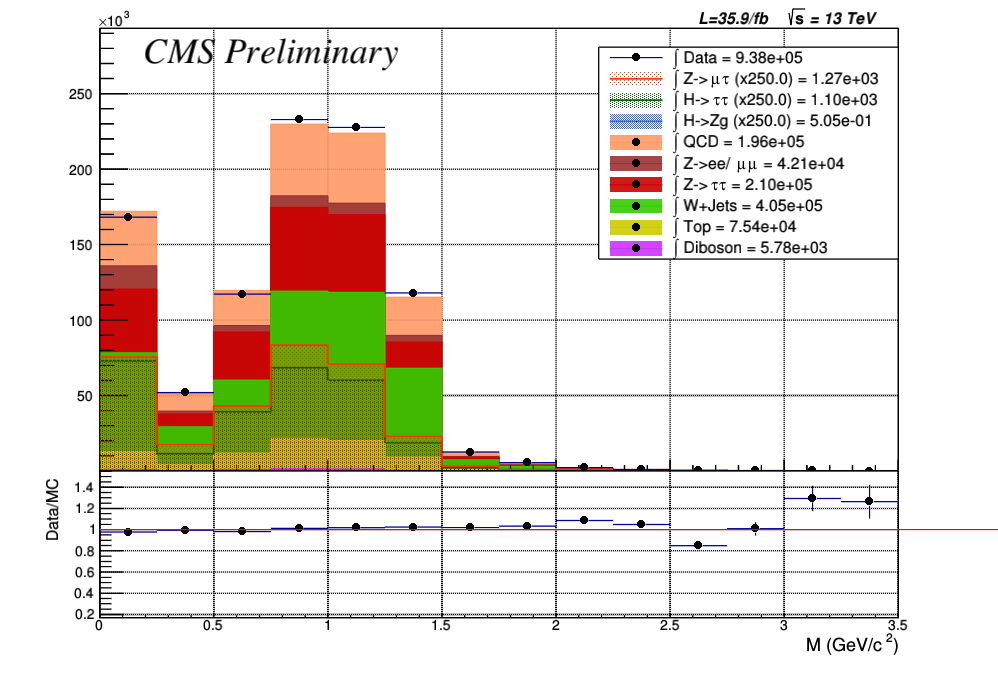 ×10³
L=35.9/fb √s = 13 TeV
CMS Preliminary
∫ Data = 9.38e+05
∫ Z->μτ (x250.0) = 1.27e+03
∫ H->ττ (x250.0) = 1.10e+03
∫ H->Zg (x250.0) = 5.05e-01
∫ QCD = 1.96e+05
∫ Z->ee/ μμ = 4.21e+04
∫ Z->ττ = 2.10e+05
∫ W+Jets = 4.05e+05
∫ Top = 7.54e+04
∫ Diboson = 5.78e+03
250
200
150
100
50
Data/MC
1.4
1.2
1
0.8
0.6
0.4
0.2
0 0.5 1 1.5 2 2.5 3 3.5
M (GeV/c²)